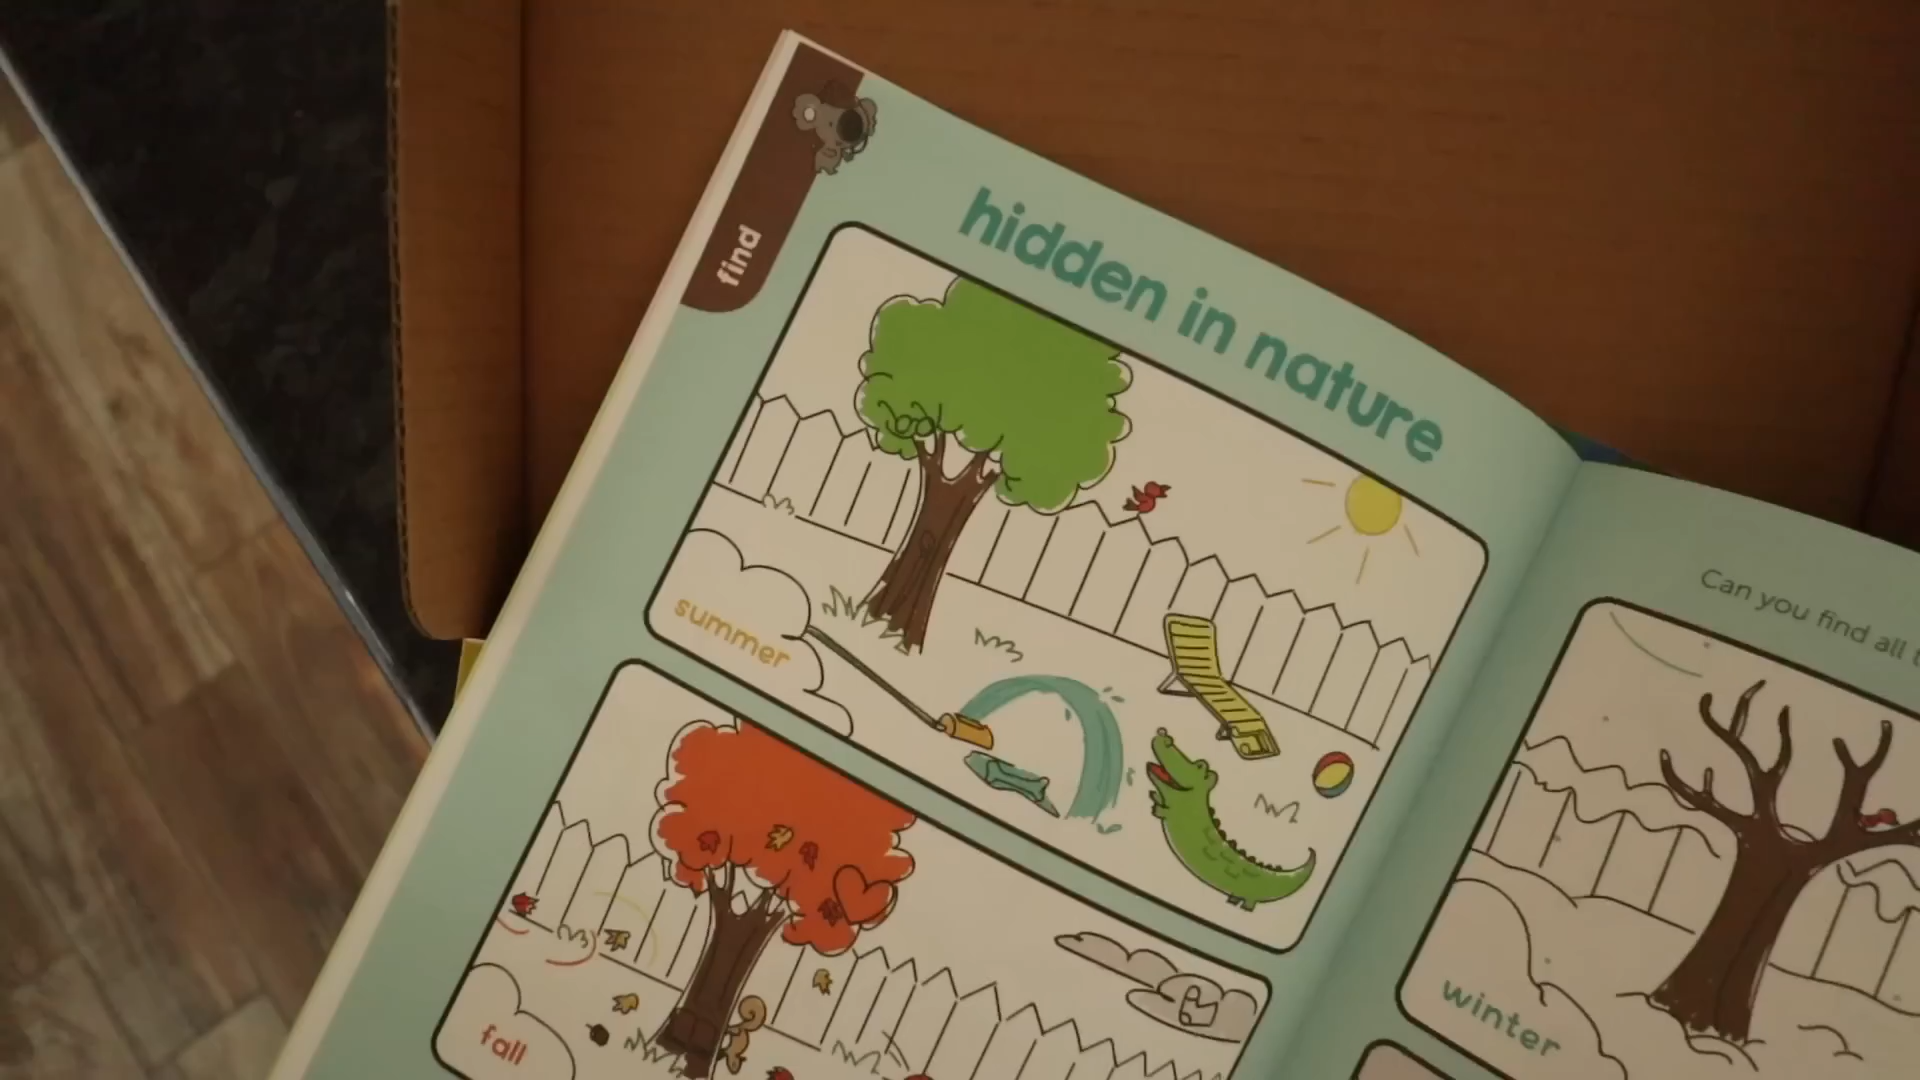 find
hidden in nature
summer
fall
Can you find all
winter